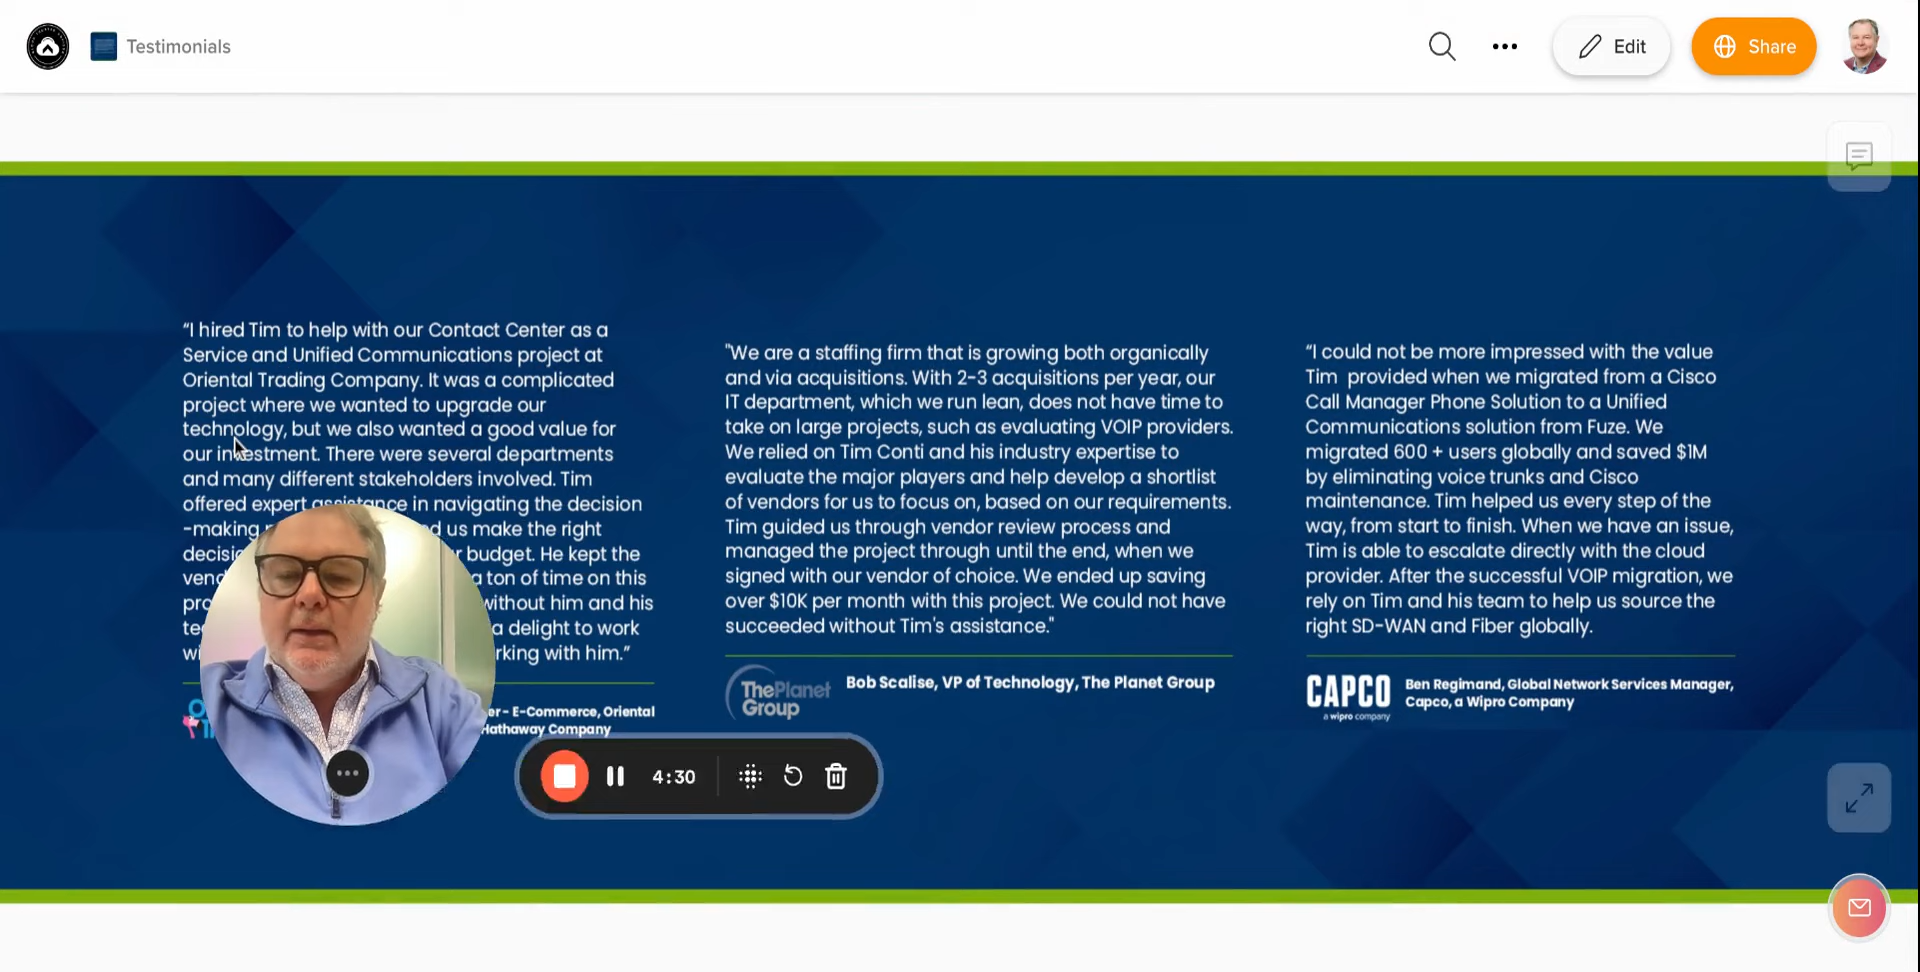 Testimonials
Edit
Share
“I hired Tim to help with our Contact Center as a
Service and Unified Communications project at
Oriental Trading Company. It was a complicated
project where we wanted to upgrade our
technology, but we also wanted a good value for
our investment. There were several departments
and many different stakeholders involved. Tim
offered expert assistance in navigating the decision
-making us make the right
budget. He kept the
a ton of time on this
without him and his
a delight to work
with him.”
er - E-Commerce, Oriental
Hathaway Company
"We are a staffing firm that is growing both organically
and via acquisitions. With 2-3 acquisitions per year, our
IT department, which we run lean, does not have time to
take on large projects, such as evaluating VOIP providers.
We relied on Tim Conti and his industry expertise to
evaluate the major players and help develop a shortlist
of vendors for us to focus on, based on our requirements.
Tim guided us through vendor review process and
managed the project through until the end, when we
signed with our vendor of choice. We ended up saving
over $10K per month with this project. We could not have
succeeded without Tim's assistance."
ThePlanet
Group
Bob Scalise, VP of Technology, The Planet Group
“I could not be more impressed with the value
Tim provided when we migrated from a Cisco
Call Manager Phone Solution to a Unified
Communications solution from Fuze. We
migrated 600 + users globally and saved $1M
by eliminating voice trunks and Cisco
maintenance. Tim helped us every step of the
way, from start to finish. When we have an issue,
Tim is able to escalate directly with the cloud
provider. After the successful VOIP migration, we
rely on Tim and his team to help us source the
right SD-WAN and Fiber globally.
CAPCO
a wipro company
Ben Regimand, Global Network Services Manager,
Capco, a Wipro Company
4:30